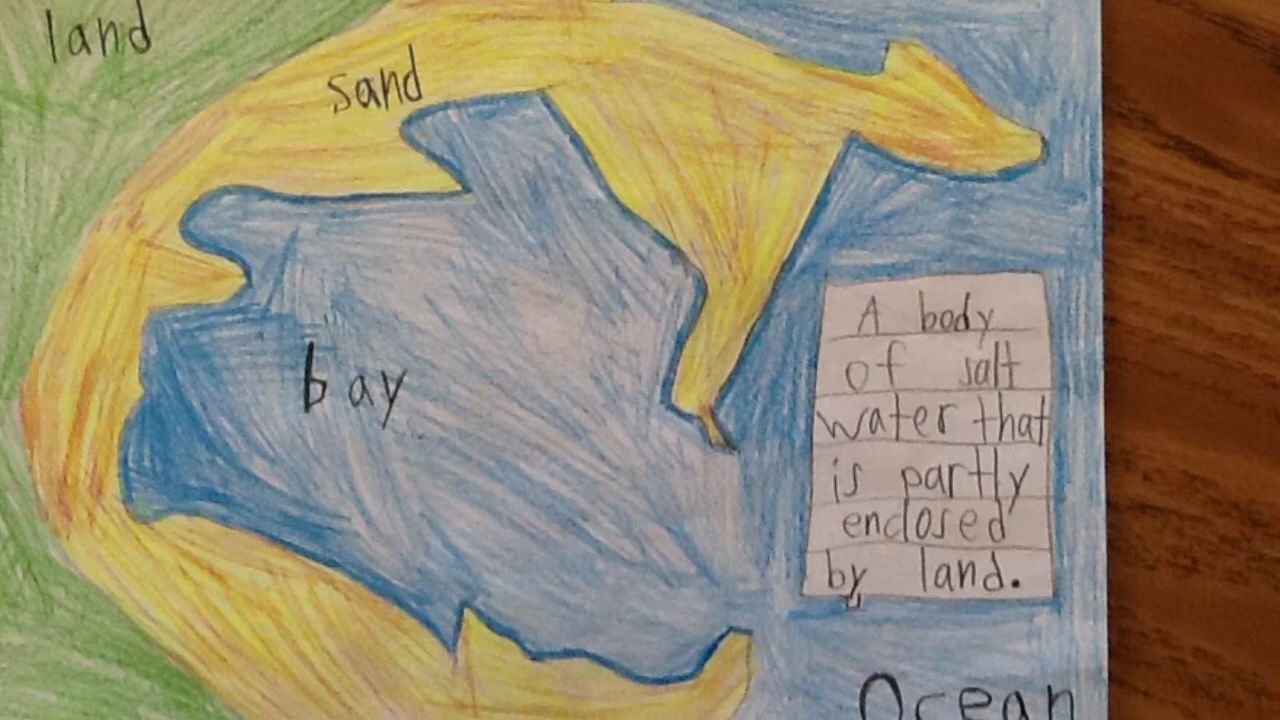 land
sand
bay
A body
of salt
water that
is partly
enclosed
by land.
Ocean